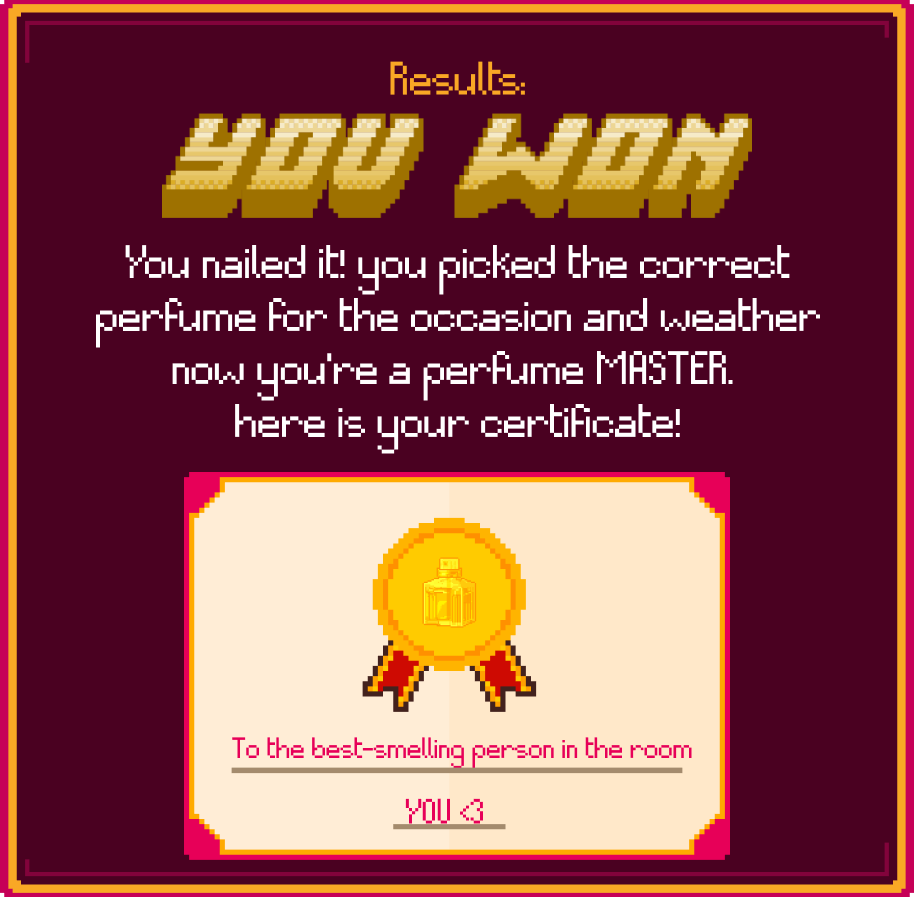 Results:
YOU WON
You nailed it! you picked the correct
perfume for the occasion and weather
now you're a perfume MASTER.
here is your certificate!
To the best-smelling person in the room
YOU <3